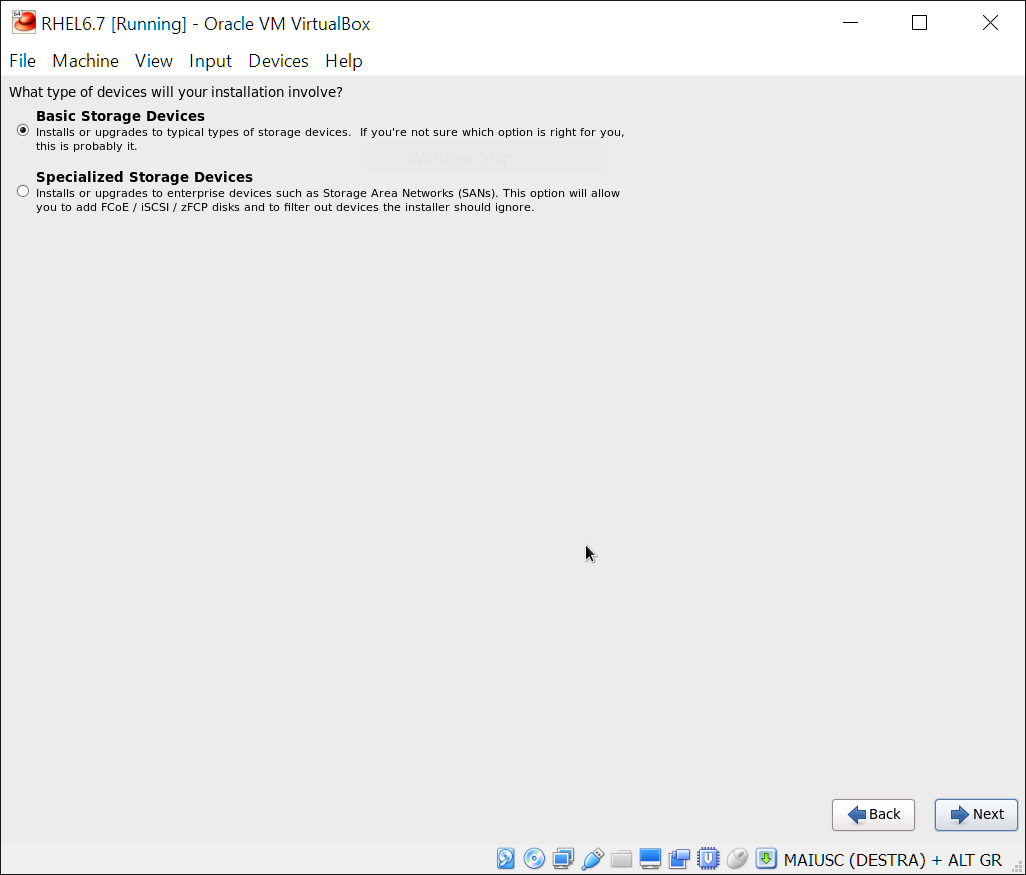 RHEL6.7 [Running] - Oracle VM VirtualBox
File Machine View Input Devices Help
What type of devices will your installation involve?
Basic Storage Devices
Installs or upgrades to typical types of storage devices.  If you're not sure which option is right for you,
this is probably it.
Window Snip
Specialized Storage Devices
Installs or upgrades to enterprise devices such as Storage Area Networks (SANs). This option will allow
you to add FCoE / iSCSI / zFCP disks and to filter out devices the installer should ignore.
Back Next
MAIUSC (DESTRA) + ALT GR